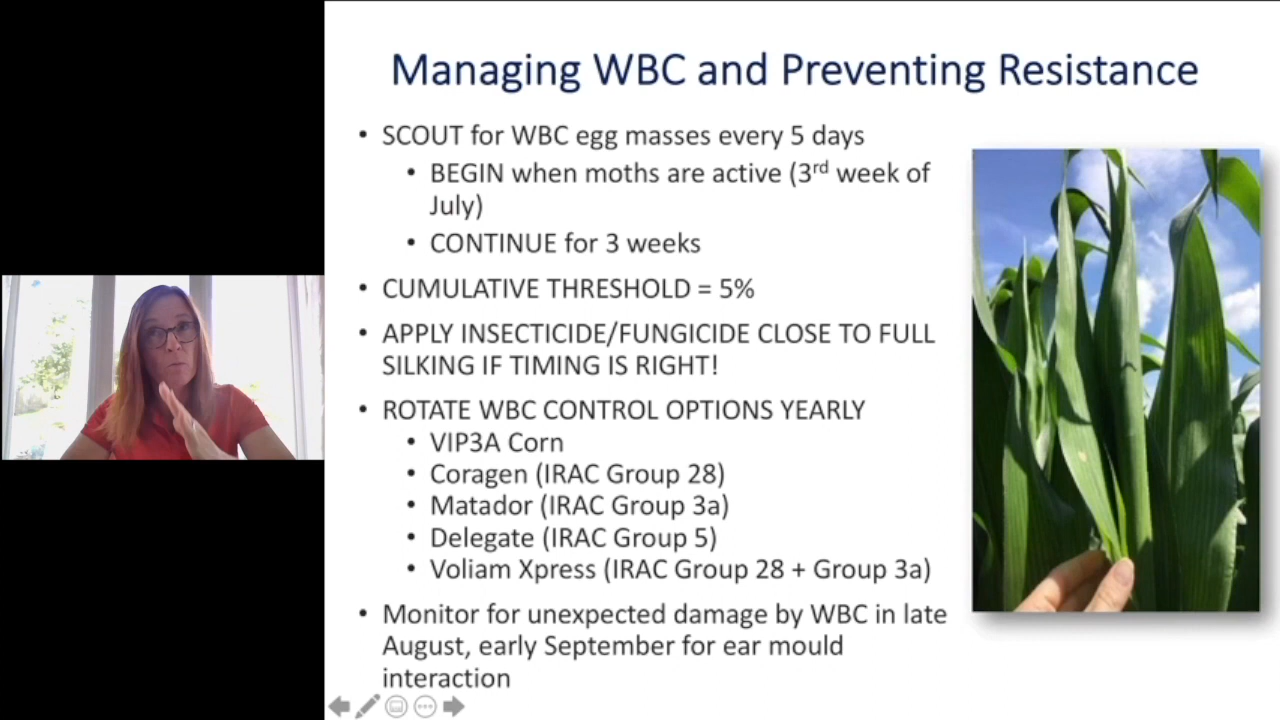 Managing WBC and Preventing Resistance
• SCOUT for WBC egg masses every 5 days
• BEGIN when moths are active (3rd week of
July)
• CONTINUE for 3 weeks
• CUMULATIVE THRESHOLD = 5%
• APPLY INSECTICIDE/FUNGICIDE CLOSE TO FULL
SILKING IF TIMING IS RIGHT!
• ROTATE WBC CONTROL OPTIONS YEARLY
• VIP3A Corn
• Coragen (IRAC Group 28)
• Matador (IRAC Group 3a)
• Delegate (IRAC Group 5)
• Voliam Xpress (IRAC Group 28 + Group 3a)
• Monitor for unexpected damage by WBC in late
August, early September for ear mould
interaction